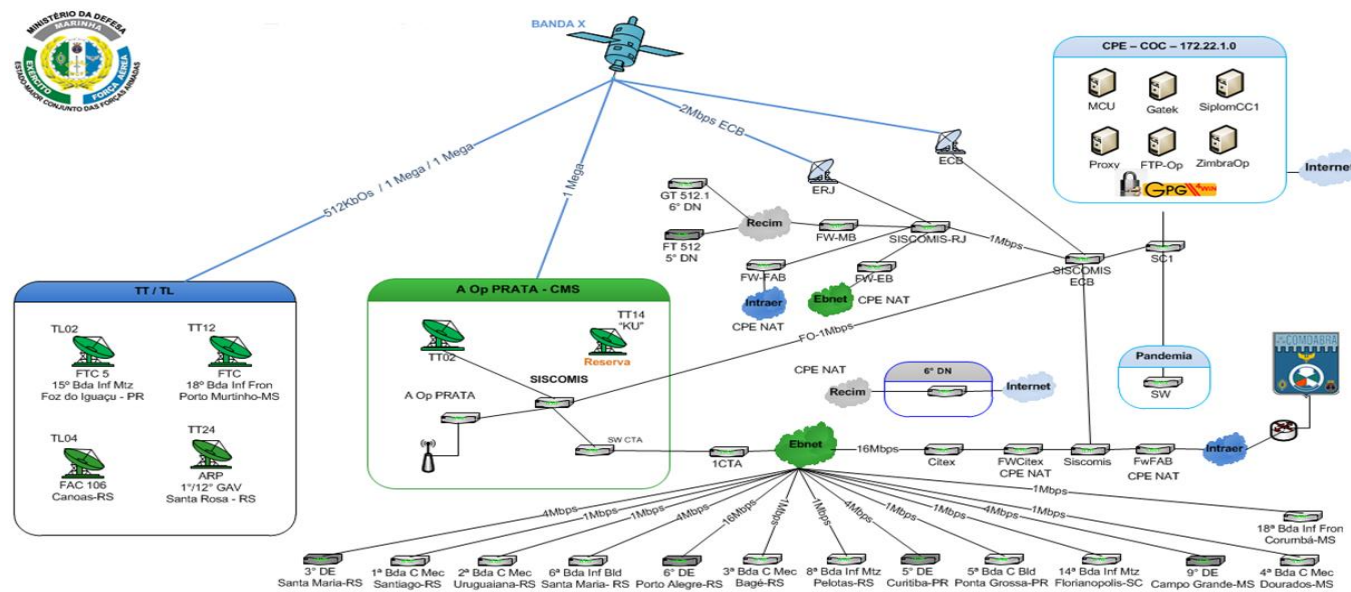 MINISTÉRIO DA DEFESA
MARINHA
EXÉRCITO
FORÇA AÉREA
ESTADO-MAIOR CONJUNTO DAS FORÇAS ARMADAS
BANDA X
512KbOs / 1 Mega / 1 Mega
1 Mega
2Mbps ECB
ERJ
ECB
CPE – COC – 172.22.1.0
MCU
Gatek
SiplomCC1
Proxy
FTP-Op
ZimbraOp
GPG4WIN
Internet
GT 512.1
6° DN
FT 512
5° DN
Recim
FW-MB
SISCOMIS-RJ
1Mbps
SISCOMIS
ECB
SC1
FW-FAB
FW-EB
Intraer
CPE NAT
Ebnet
CPE NAT
FO-1Mbps
TT / TL
TL02
FTC 5
15º Bda Inf Mtz
Foz do Iguaçu - PR
TT12
FTC
18º Bda Inf Fron
Porto Murtinho-MS
TL04
FAC 106
Canoas-RS
TT24
ARP
1°/12° GAV
Santa Rosa - RS
A Op PRATA - CMS
TT02
TT14
"KU"
Reserva
SISCOMIS
A Op PRATA
SW CTA
CPE NAT
Recim
6° DN
Internet
Pandemia
SW
COMDABRA
1CTA
Ebnet
16Mbps
Citex
FWCitex
CPE NAT
Siscomis
FwFAB
CPE NAT
Intraer
4Mbps
1Mbps
1Mbps
4Mbps
16Mbps
1Mbps
1Mbps
4Mbps
1Mbps
1Mbps
4Mbps
1Mbps
1Mbps
18ª Bda Inf Fron
Corumbá-MS
3° DE
Santa Maria-RS
1ª Bda C Mec
Santiago-RS
2ª Bda C Mec
Uruguaiana-RS
6ª Bda Inf Bld
Santa Maria- RS
6° DE
Porto Alegre-RS
3ª Bda C Mec
Bagé-RS
8ª Bda Inf Mtz
Pelotas-RS
5° DE
Curitiba-PR
5ª Bda C Bld
Ponta Grossa-PR
14ª Bda Inf Mtz
Florianopolis-SC
9° DE
Campo Grande-MS
4ª Bda C Mec
Dourados-MS